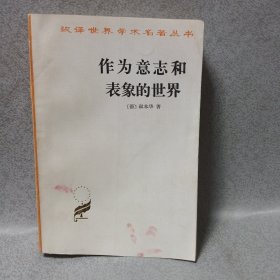 汉译世界学术名著丛书
作为意志和
表象的世界
〔德〕叔本华 著